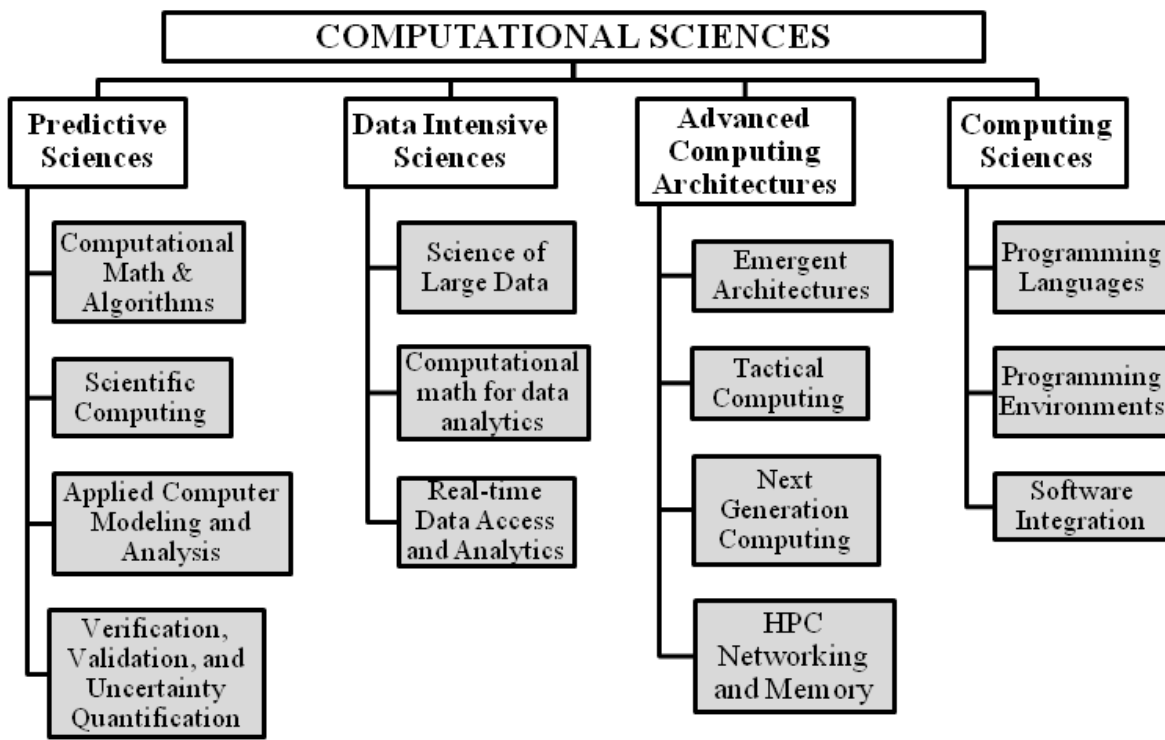 COMPUTATIONAL SCIENCES
Predictive
Sciences
Computational
Math &
Algorithms
Scientific
Computing
Applied Computer
Modeling and
Analysis
Verification,
Validation, and
Uncertainty
Quantification
Data Intensive
Sciences
Science of
Large Data
Computational
math for data
analytics
Real-time
Data Access
and Analytics
Advanced
Computing
Architectures
Emergent
Architectures
Tactical
Computing
Next
Generation
Computing
HPC
Networking
and Memory
Computing
Sciences
Programming
Languages
Programming
Environments
Software
Integration